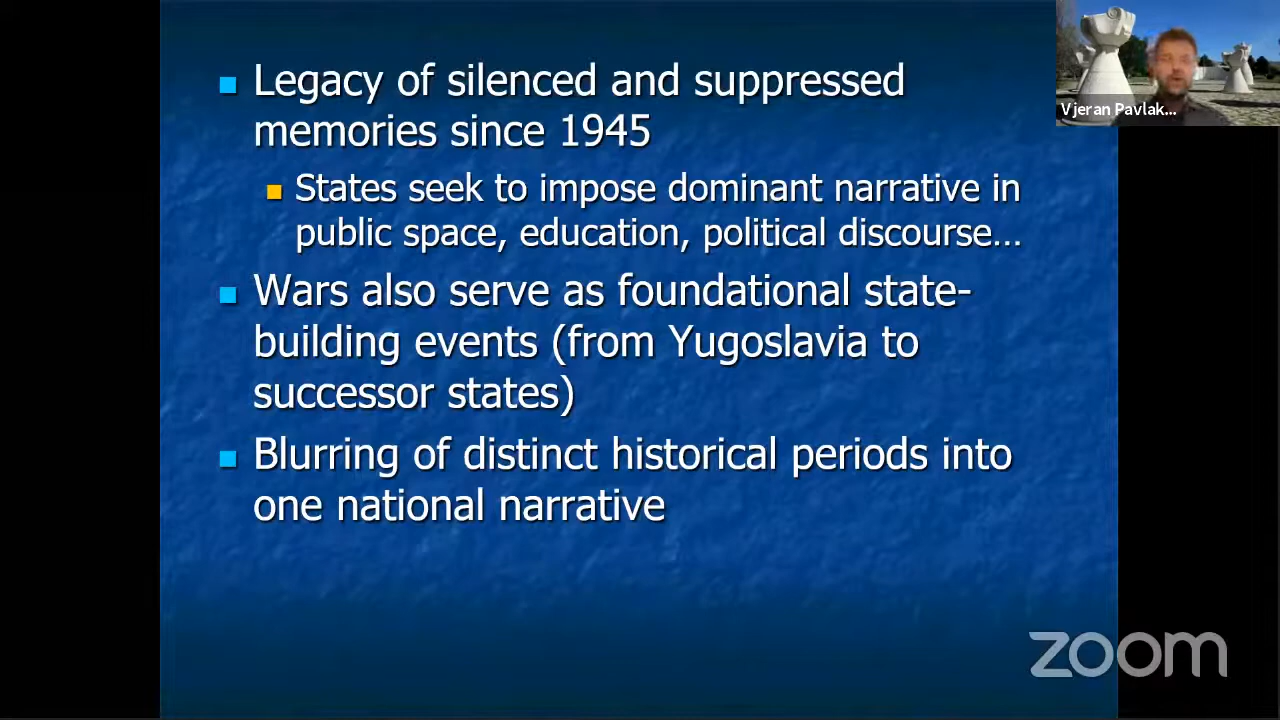 Legacy of silenced and suppressed
memories since 1945
States seek to impose dominant narrative in
public space, education, political discourse…
Wars also serve as foundational state-
building events (from Yugoslavia to
successor states)
Blurring of distinct historical periods into
one national narrative
Vjeran Pavlak...
zoom